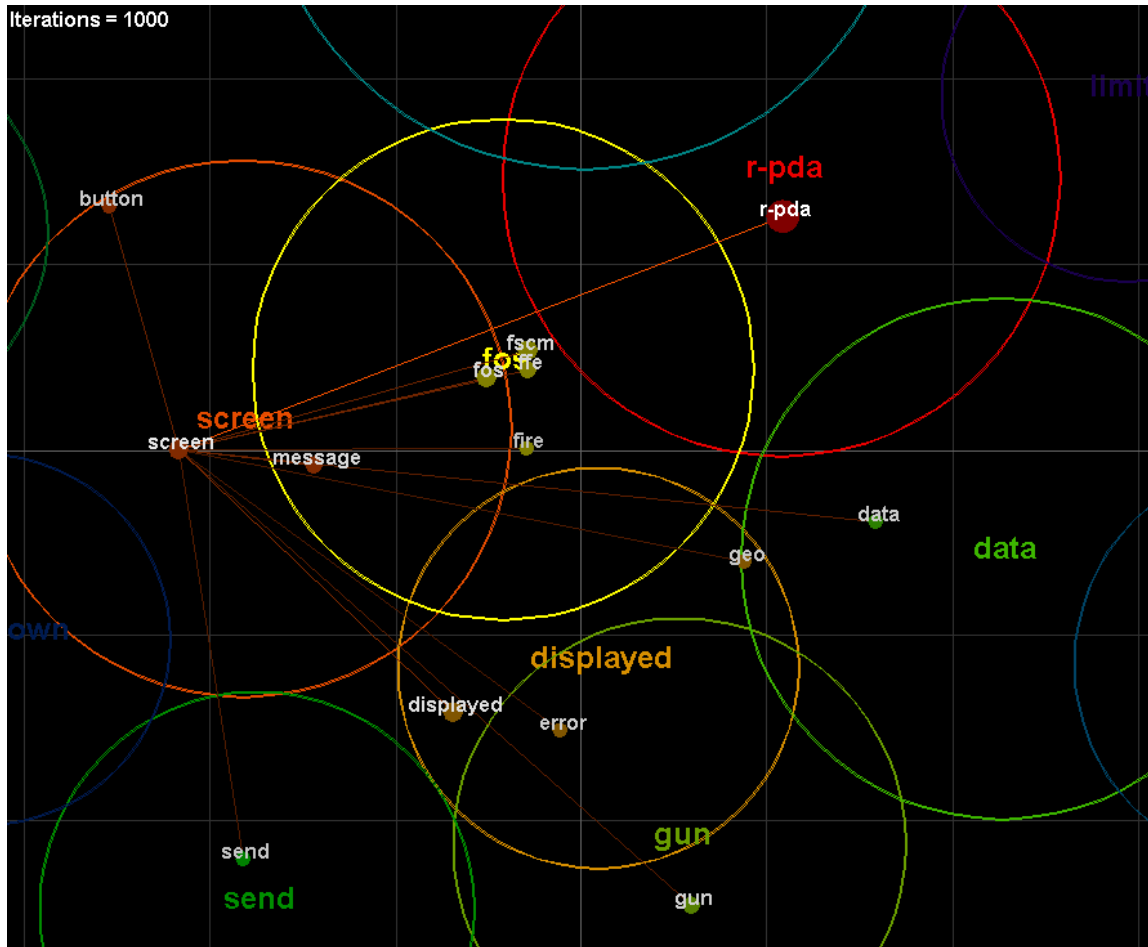 Iterations = 1000
limi
r-pda
button
r-pda
fscm
fos
ffe
fos
screen
screen
fire
message
data
data
geo
own
displayed
displayed
error
gun
send
send
gun